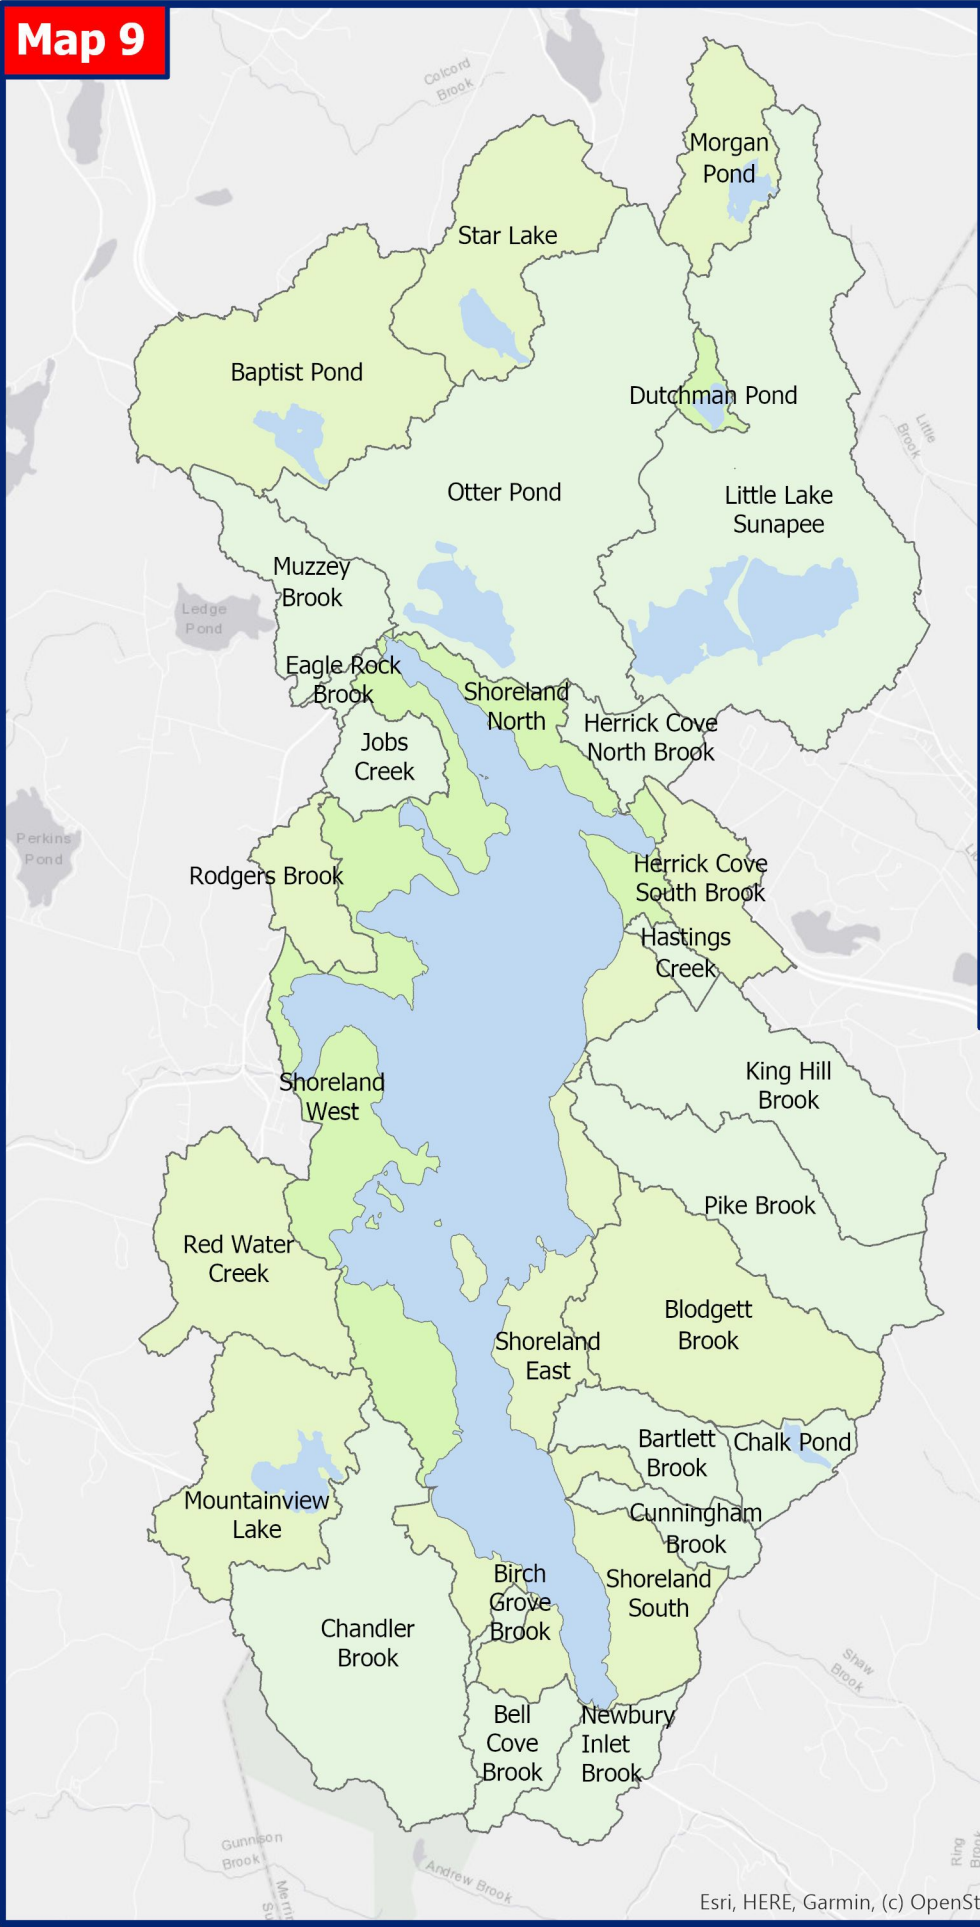 Map 9
Colcord
Brook
Morgan
Pond
Star Lake
Baptist Pond
Dutchman Pond
Little
Brook
Otter Pond
Little Lake
Sunapee
Muzzey
Brook
Ledge
Pond
Eagle Rock
Brook
Shoreland
North
Herrick Cove
North Brook
Jobs
Creek
Perkins
Pond
Rodgers Brook
Herrick Cove
South Brook
Hastings
Creek
King Hill
Brook
Shoreland
West
Pike Brook
Red Water
Creek
Blodgett
Brook
Shoreland
East
Bartlett
Brook
Chalk Pond
Mountainview
Lake
Cunningham
Brook
Birch
Grove
Brook
Shoreland
South
Chandler
Brook
Shaw
Brook
Bell
Cove
Brook
Newbury
Inlet
Brook
Gunnison
Brook
Andrew Brook
Merrin
Su
Ring
Brook
Esri, HERE, Garmin, (c) OpenSt